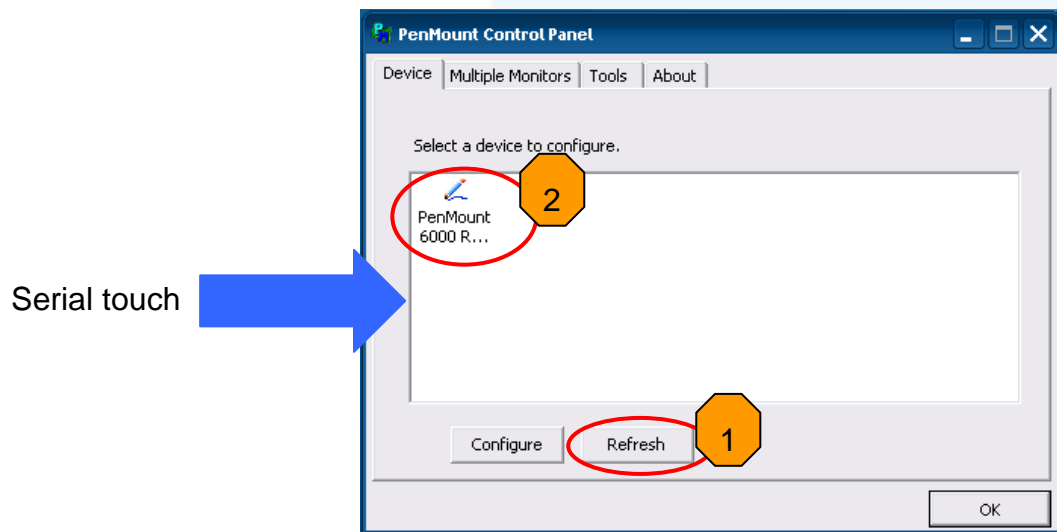 PenMount Control Panel
Device Multiple Monitors Tools About
Select a device to configure.
2
PenMount
6000 R...
Serial touch
Configure Refresh 1
OK